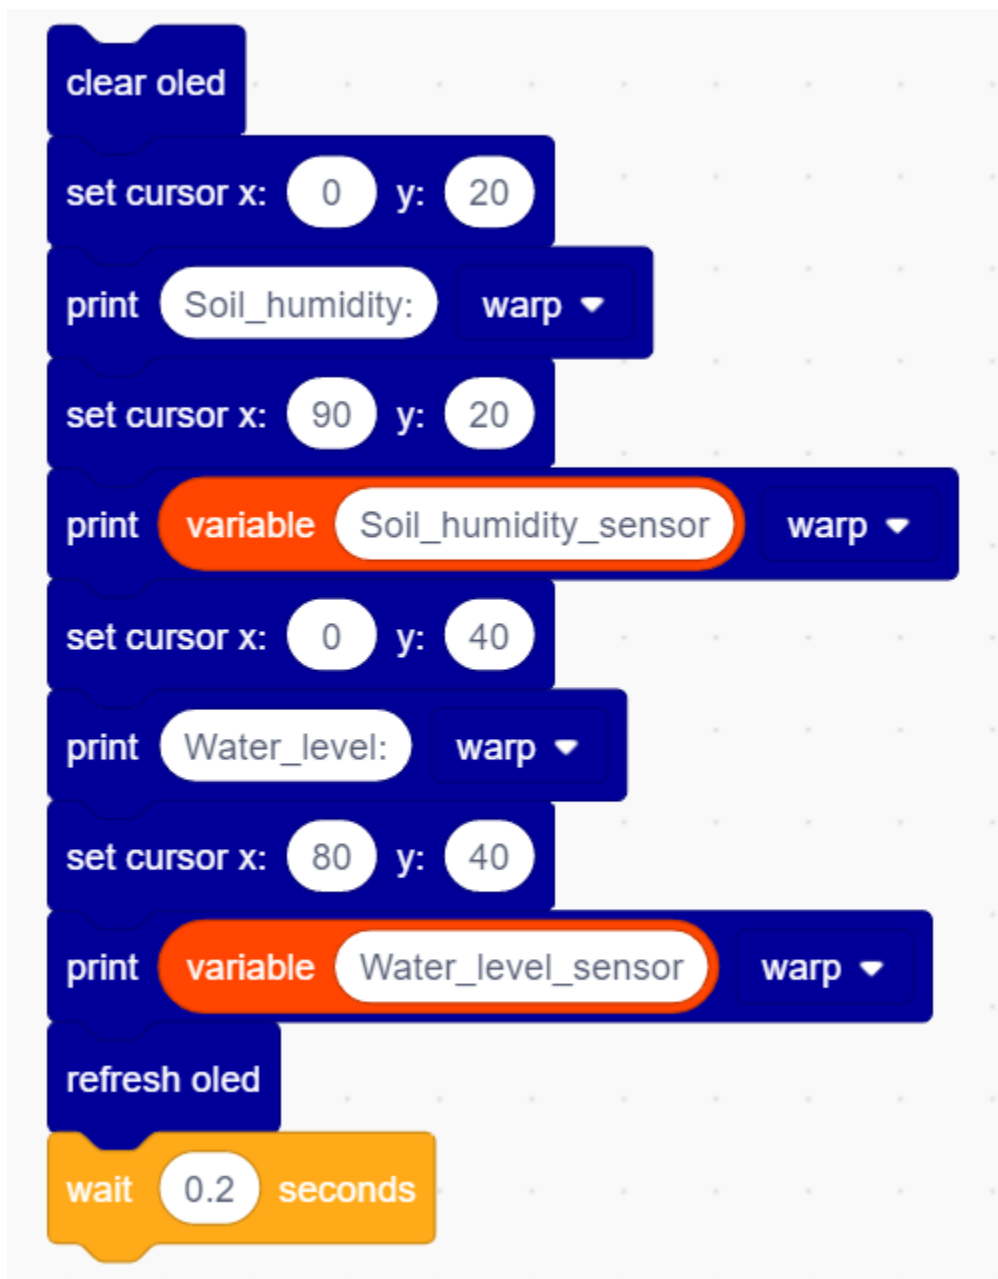 clear oled
set cursor x: 0 y: 20
print Soil_humidity: warp
set cursor x: 90 y: 20
print variable Soil_humidity_sensor warp
set cursor x: 0 y: 40
print Water_level: warp
set cursor x: 80 y: 40
print variable Water_level_sensor warp
refresh oled
wait 0.2 seconds